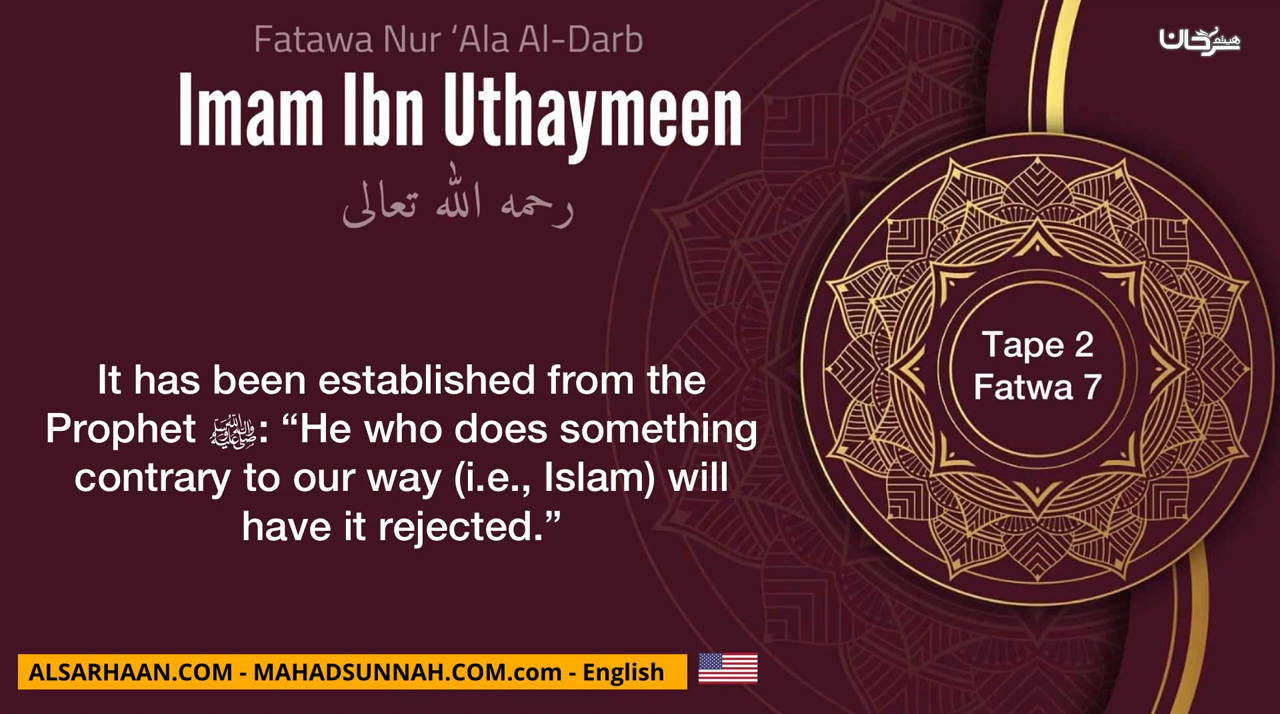 Fatawa Nur ‘Ala Al-Darb
هيثم
سرحان
Imam Ibn Uthaymeen
رحمه الله تعالى
It has been established from the
Prophet ﷺ: “He who does something
contrary to our way (i.e., Islam) will
have it rejected.”
Tape 2
Fatwa 7
ALSARHAAN.COM - MAHADSUNNAH.COM.com - English